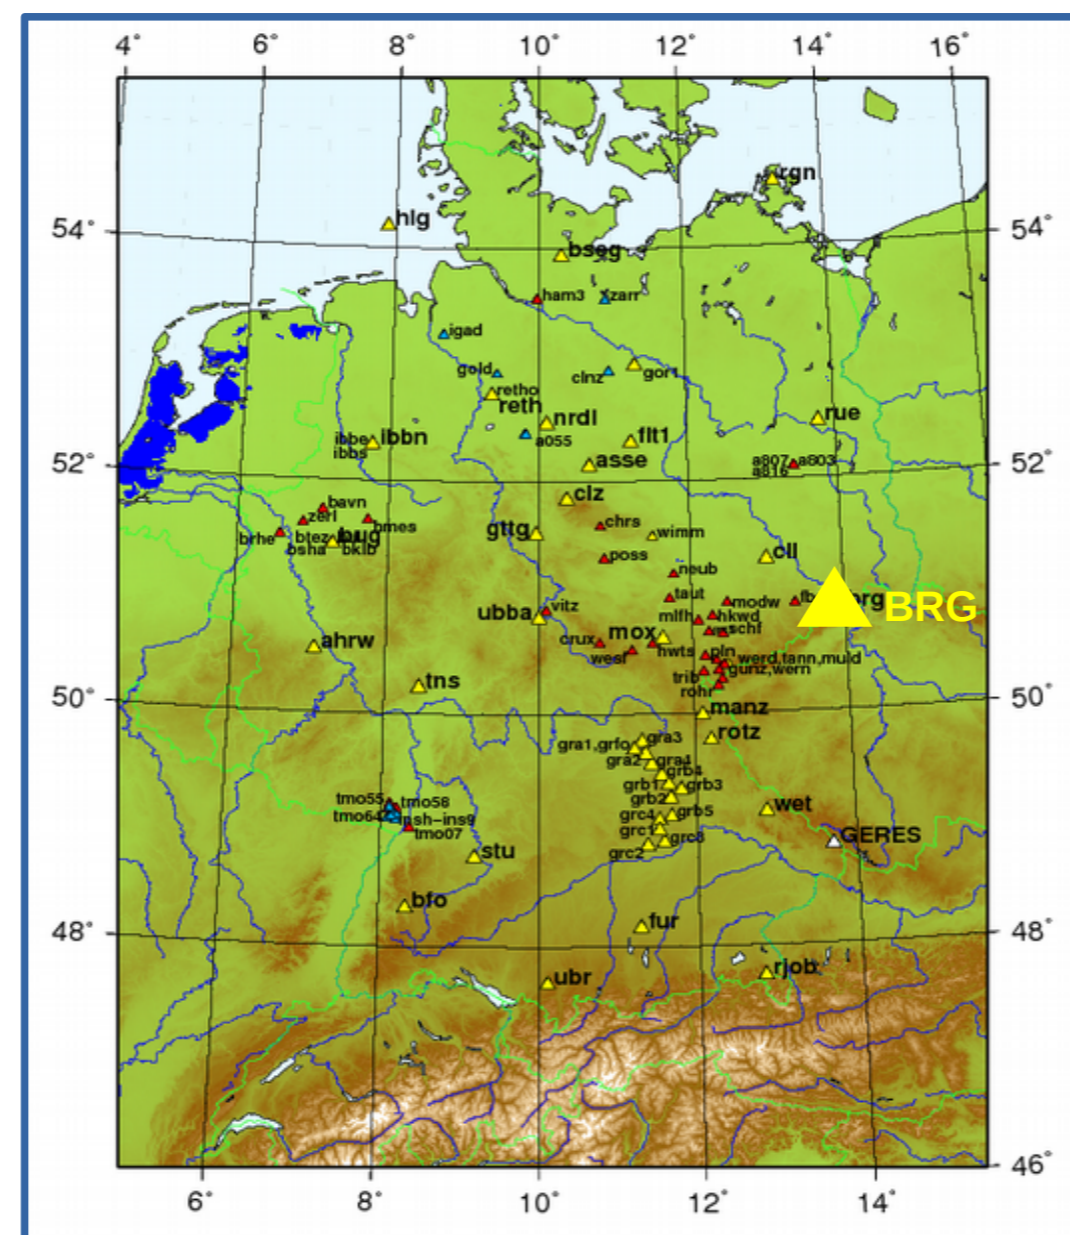 4° 6° 8° 10° 12° 14° 16°
rgn
hlg
54° 54°
bseg
ham3 zarr
igad
gold clnz gor1
retho
reth
nrdl rue
ibbe ibbn a055 flt1
ibbs
asse a807 a803
52° a816 52°
clz
bavn
zerl bmes gttg chrs wimm
brhe btez bug cll
bsha bklb poss
neub
taut modw brg BRG
ubba vitz mlfh hkwd
crux mox schf
ahrw wesf hwts pln werd,tann,muld
trib gunz,wern
tns rohr
50° manz 50°
gra1,grfo gra3 rotz
gra2 gra4
grb4
grb1 grb3
tmo55 tmo58 grb2 wet
tmo64 insh-ins9 grc4 grb5
tmo07 grc1 GERES
stu grc2 grc3
bfo
fur
48° 48°
ubr rjob
46°
6° 8° 10° 12° 14°